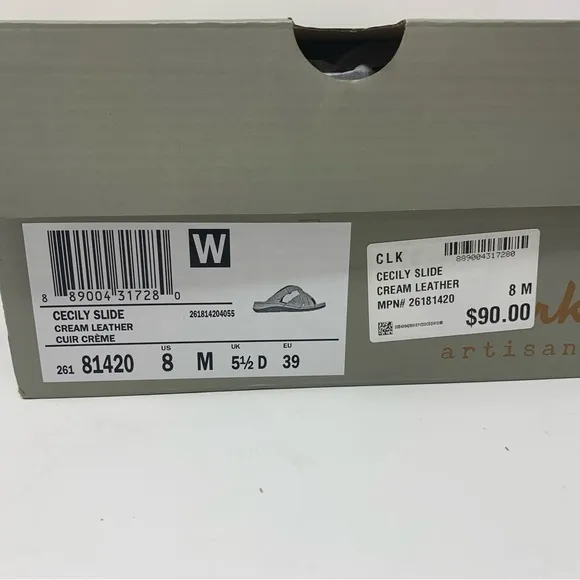 W
8 89004 31728 0
CECILY SLIDE
261814204055
CREAM LEATHER
CUIR CRÈME
US UK EU
261 81420 8 M 5½ D 39
CLK
889004317280
CECILY SLIDE
CREAM LEATHER 8 M
MPN# 26181420
$90.00
artisan